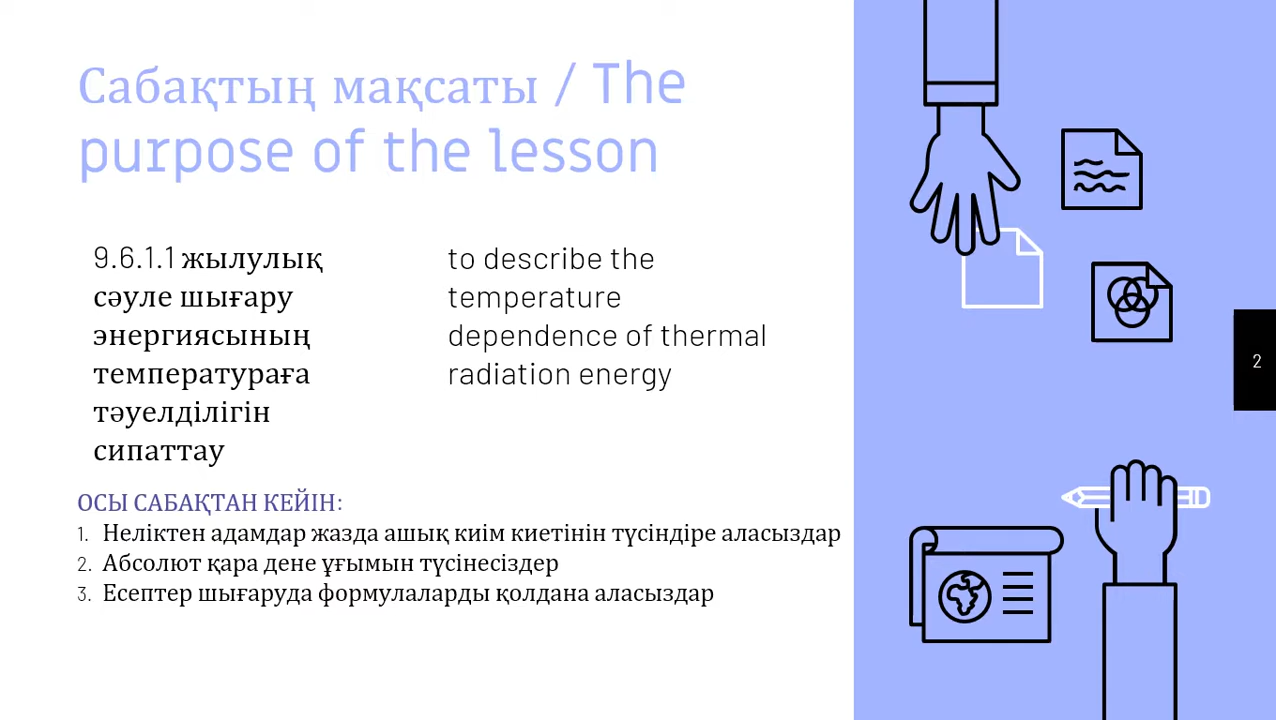 Сабақтың мақсаты / The
purpose of the lesson
9.6.1.1 жылулық
сәуле шығару
энергиясының
температураға
тәуелділігін
сипаттау
to describe the
temperature
dependence of thermal
radiation energy
ОСЫ САБАҚТАН КЕЙІН:
1. Неліктен адамдар жазда ашық киім киетінін түсіндіре аласыздар
2. Абсолют қара дене ұғымын түсінесіздер
3. Есептер шығаруда формулаларды қолдана аласыздар
2